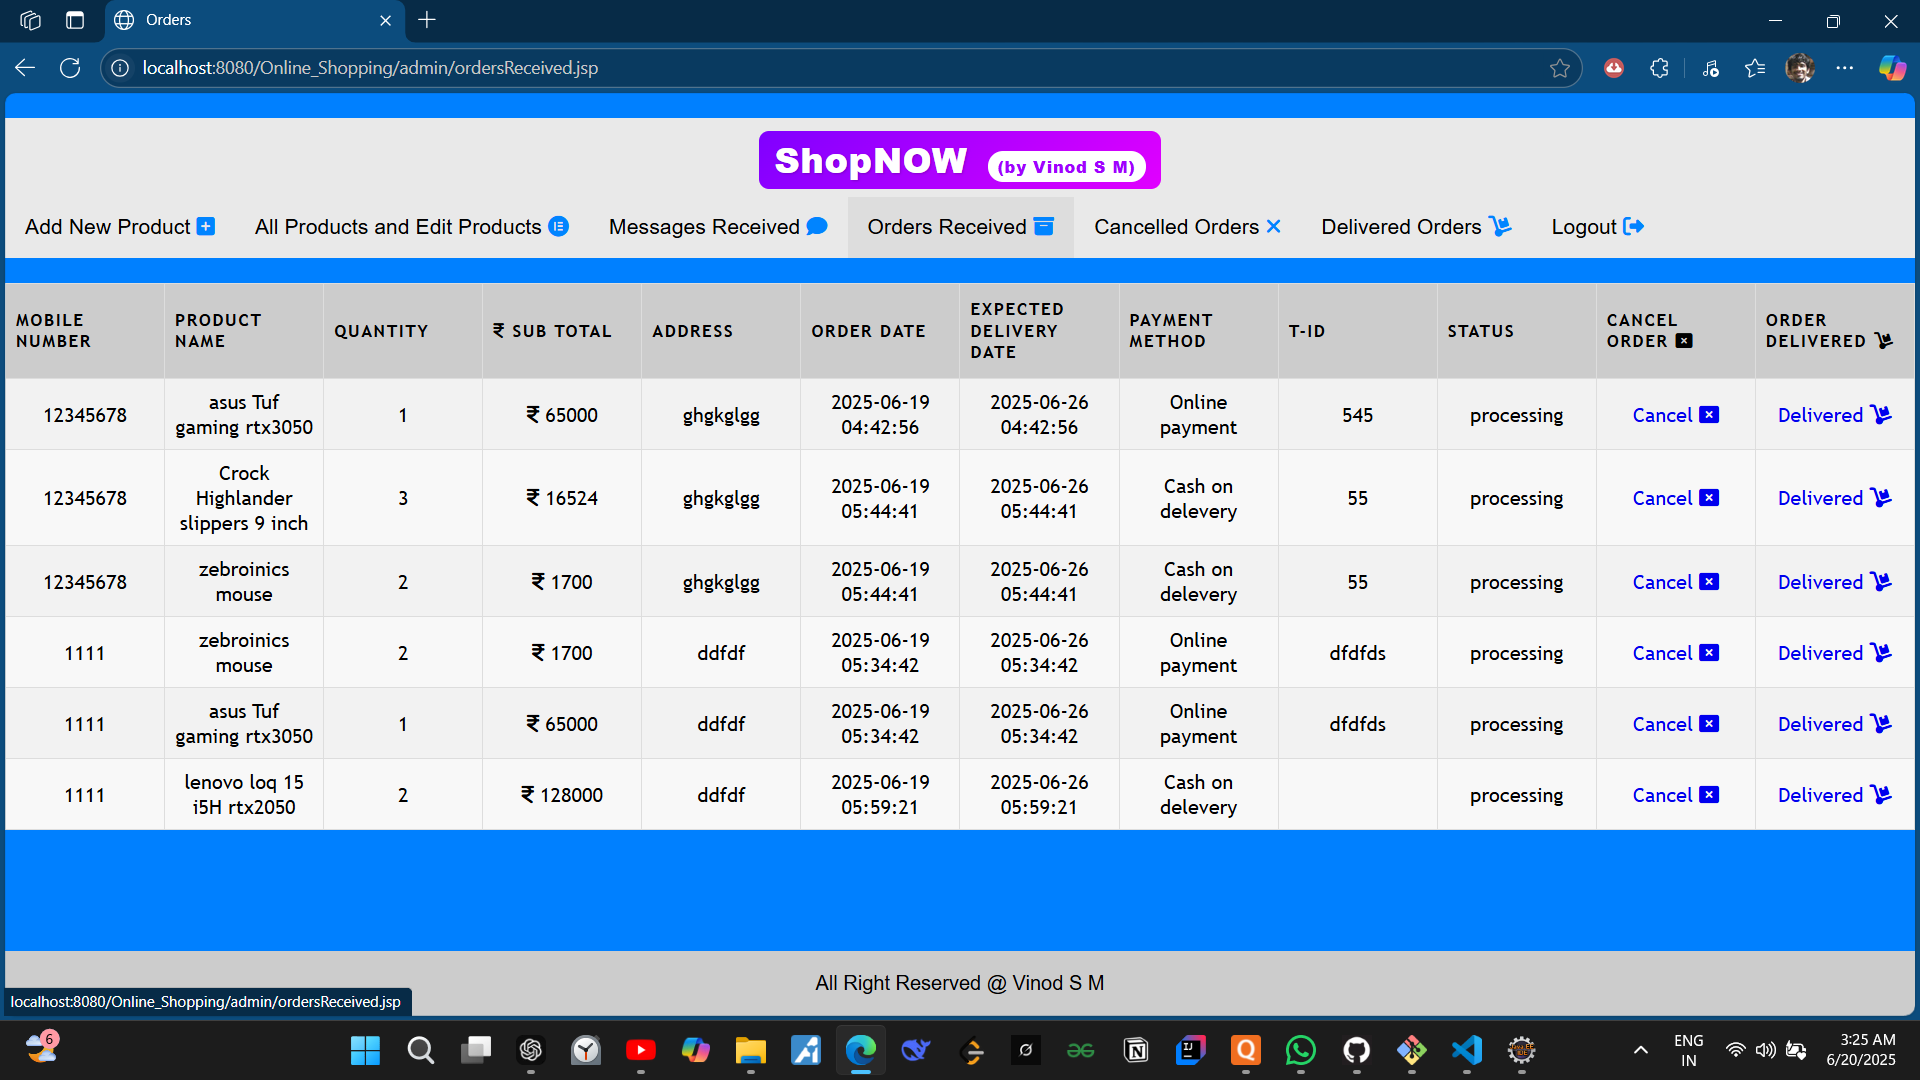 Orders
localhost:8080/Online_Shopping/admin/ordersReceived.jsp
ShopNOW (by Vinod S M)
Add New Product All Products and Edit Products Messages Received Orders Received Cancelled Orders Delivered Orders Logout
MOBILE NUMBER PRODUCT NAME QUANTITY ₹ SUB TOTAL ADDRESS ORDER DATE EXPECTED DELIVERY DATE PAYMENT METHOD T-ID STATUS CANCEL ORDER ORDER DELIVERED
12345678 asus Tuf gaming rtx3050 1 ₹ 65000 ghgkglgg 2025-06-19 04:42:56 2025-06-26 04:42:56 Online payment 545 processing Cancel Delivered
12345678 Crock Highlander slippers 9 inch 3 ₹ 16524 ghgkglgg 2025-06-19 05:44:41 2025-06-26 05:44:41 Cash on delevery 55 processing Cancel Delivered
12345678 zebroinics mouse 2 ₹ 1700 ghgkglgg 2025-06-19 05:44:41 2025-06-26 05:44:41 Cash on delevery 55 processing Cancel Delivered
1111 zebroinics mouse 2 ₹ 1700 ddfdf 2025-06-19 05:34:42 2025-06-26 05:34:42 Online payment dfdfds processing Cancel Delivered
1111 asus Tuf gaming rtx3050 1 ₹ 65000 ddfdf 2025-06-19 05:34:42 2025-06-26 05:34:42 Online payment dfdfds processing Cancel Delivered
1111 lenovo loq 15 i5H rtx2050 2 ₹ 128000 ddfdf 2025-06-19 05:59:21 2025-06-26 05:59:21 Cash on delevery processing Cancel Delivered
All Right Reserved @ Vinod S M
localhost:8080/Online_Shopping/admin/ordersReceived.jsp
6
ENG
IN
3:25 AM
6/20/2025